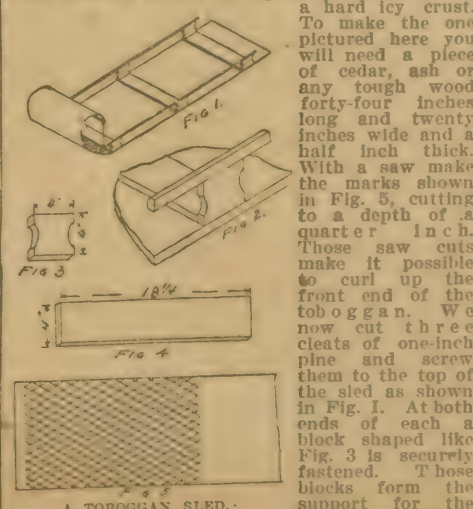 a hard icy crust.
To make the one
pictured here you
will need a piece
of cedar, ash or
any tough wood
forty-four inches
long and twenty
inches wide and a
half inch thick.
With a saw make
the marks shown
in Fig. 5, cutting
to a depth of a
quarter inch.
Those saw cuts
make it possible
to curl up the
front end of the
toboggan. We
now cut three
cleats of one-inch
pine and screw
them to the top of
the sled as shown
in Fig. I. At both
ends of each a
block shaped like
Fig. 3 is securely
fastened. Those
blocks form the
support for the
FIG 1.
FIG 2.
4"
4"
FIG 3
18 1/4
4"
FIG 4
FIG 5
A TOBOGGAN SLED.